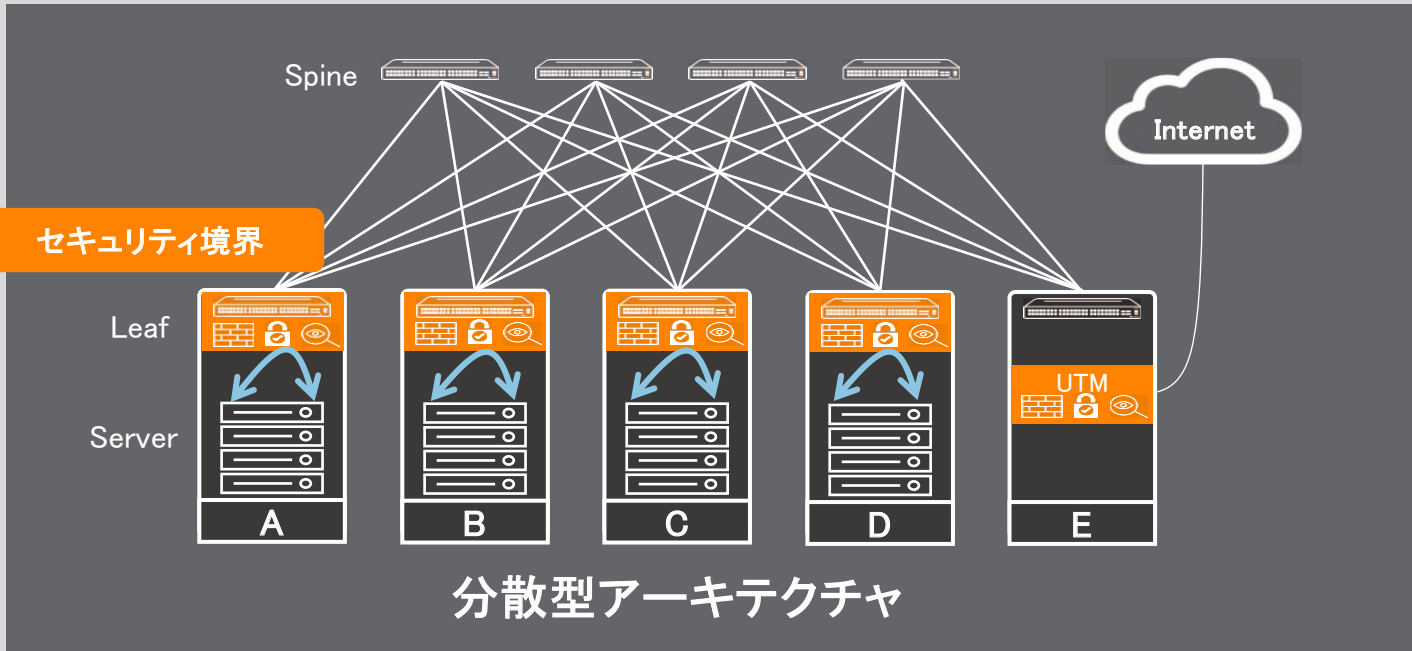 Spine
Internet
セキュリティ境界
Leaf
UTM
Server
A
B
C
D
E
分散型アーキテクチャ